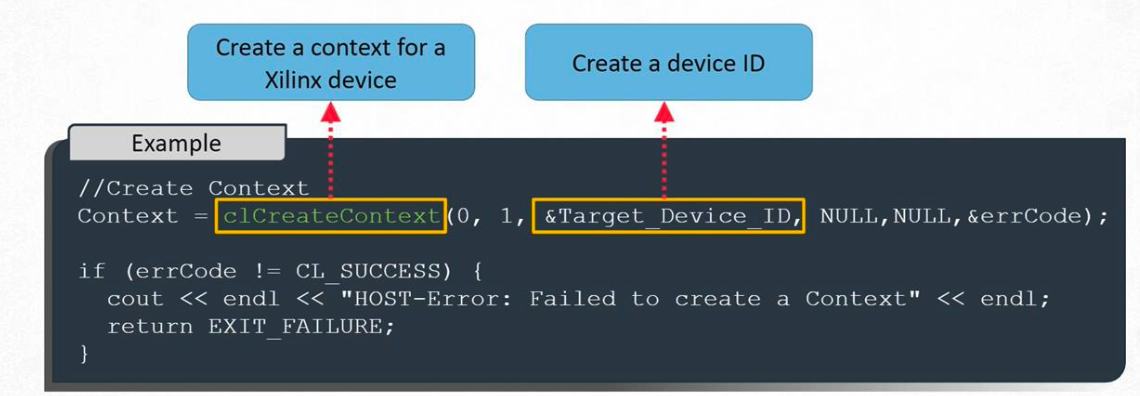 Create a context for a
Xilinx device
Create a device ID
Example
//Create Context
Context = clCreateContext(0, 1, &Target_Device_ID, NULL,NULL,&errCode);
if (errCode != CL_SUCCESS) {
cout << endl << "HOST-Error: Failed to create a Context" << endl;
return EXIT_FAILURE;
}